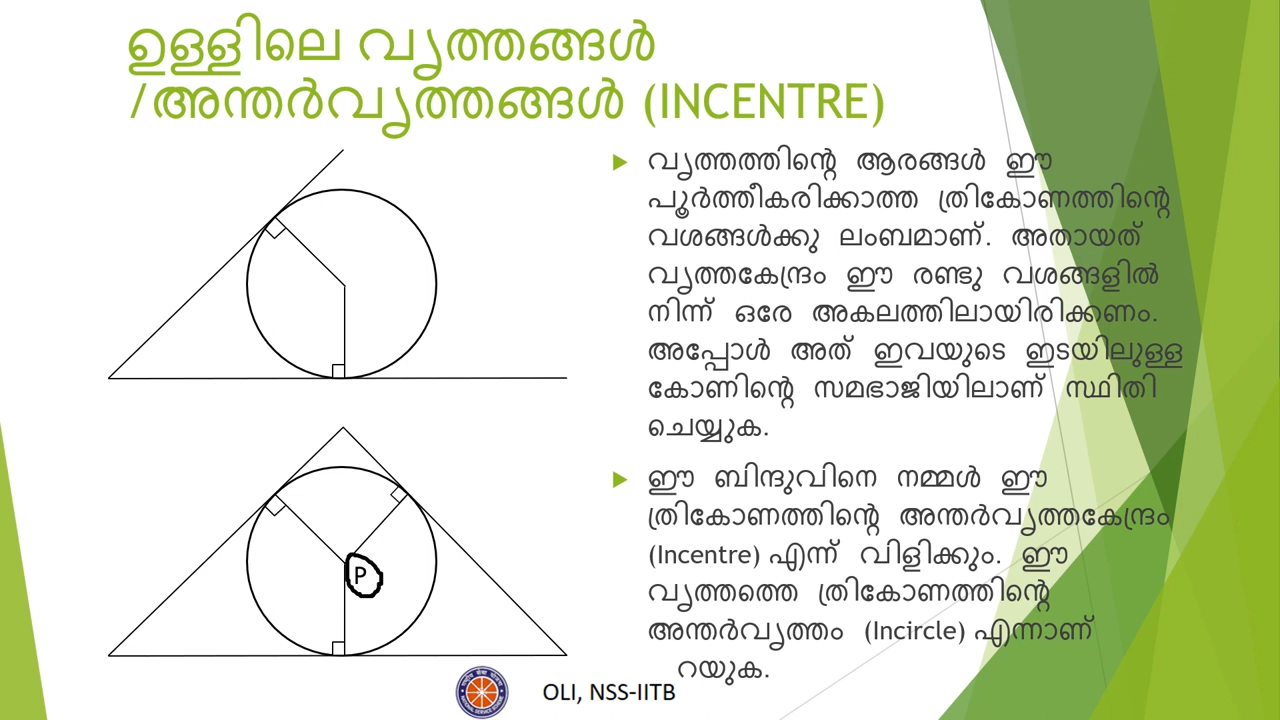 ഉള്ളിലെ വൃത്തങ്ങൾ
/അന്തർവൃത്തങ്ങൾ (INCENTRE)
വൃത്തത്തിന്റെ ആരങ്ങൾ ഈ
പൂർത്തീകരിക്കാത്ത ത്രികോണത്തിന്റെ
വശങ്ങൾക്കു ലംബമാണ്. അതായത്
വൃത്തകേന്ദ്രം ഈ രണ്ടു വശങ്ങളിൽ
നിന്ന് ഒരേ അകലത്തിലായിരിക്കണം.
അപ്പോൾ അത് ഇവയുടെ ഇടയിലുള്ള
കോണിന്റെ സമഭാജിയിലാണ് സ്ഥിതി
ചെയ്യുക.
ഈ ബിന്ദുവിനെ നമ്മൾ ഈ
ത്രികോണത്തിന്റെ അന്തർവൃത്തകേന്ദ്രം
(Incentre) എന്ന് വിളിക്കും. ഈ
വൃത്തത്തെ ത്രികോണത്തിന്റെ
അന്തർവൃത്തം (Incircle) എന്നാണ്
റയുക.
P
OLI, NSS-IITB